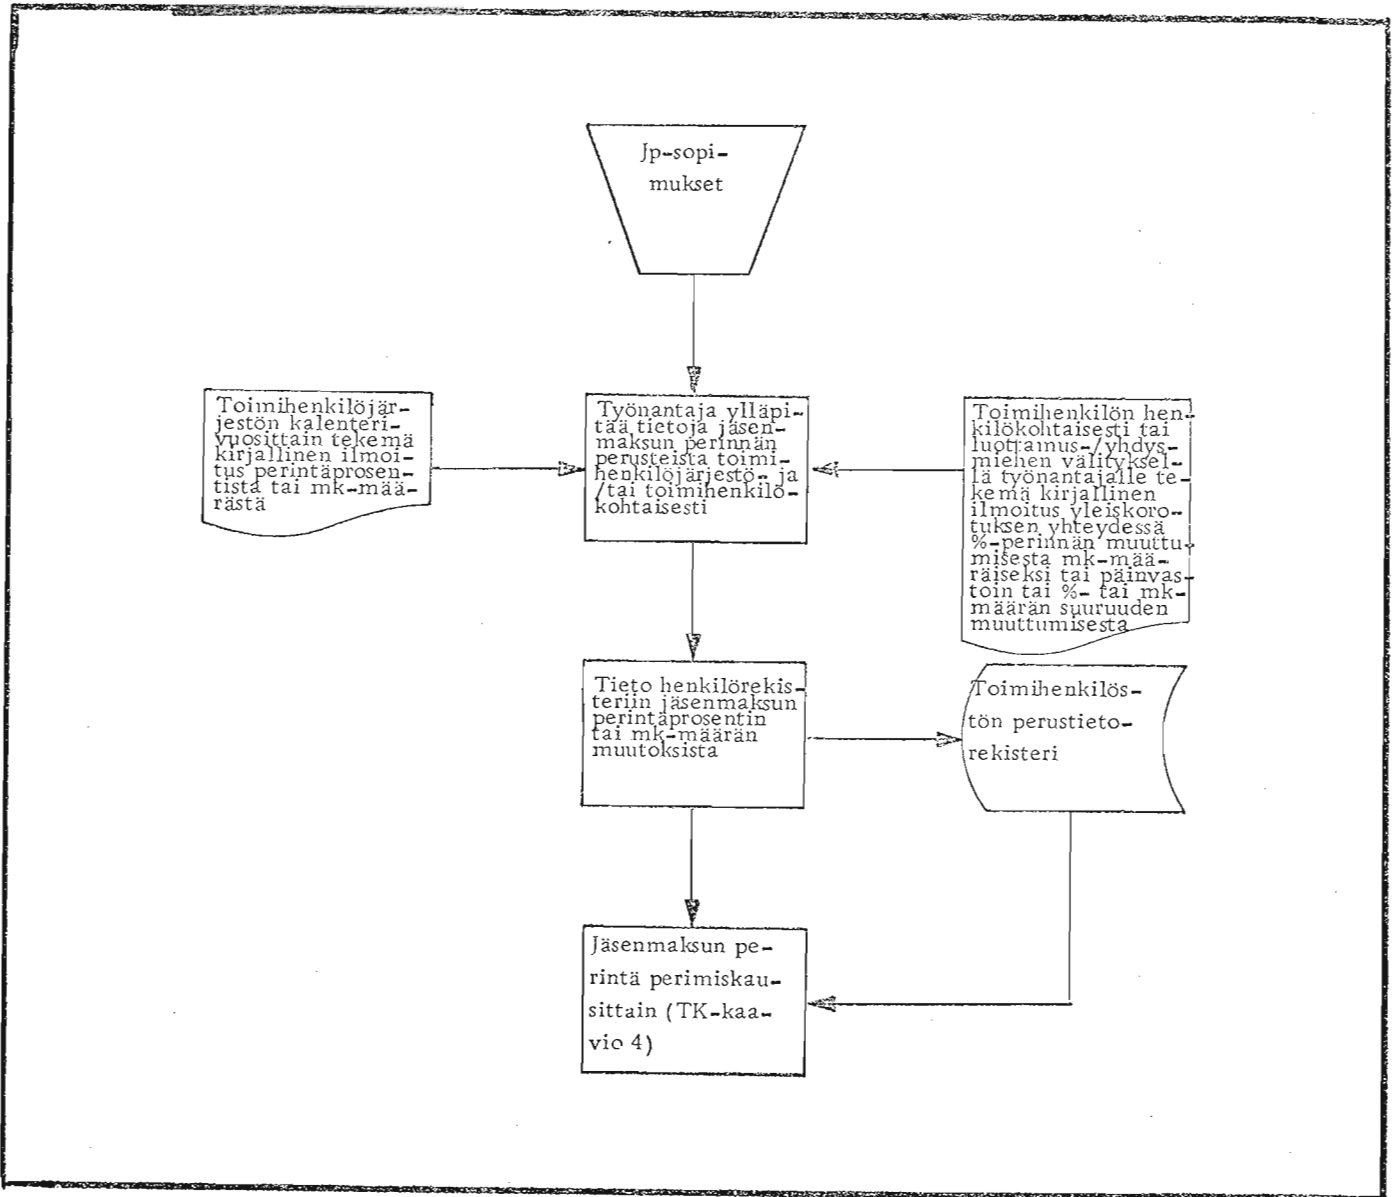 Jp-sopi-
mukset
Toimihenkilöjär-
jestön kalenteri-
vuosittain tekemä
kirjallinen ilmoi-
tus perintäprosen-
tista tai mk-mää-
rästä
Työnantaja ylläpi-
tää tietoja jäsen-
maksun perinnän
perusteista toimi-
henkilöjärjestö- ja
/tai toimihenkilö-
kohtaisesti
Toimihenkilön hen-
kilökohtaisesti tai
luottamus-/yhdys-
miehen välityksel-
lä työnantajalle te-
kemä kirjallinen
ilmoitus yleiskoro-
tuksen yhteydessä
%-perinnän muuttu-
misesta mk-mää-
räiseksi tai päinvas-
toin tai %- tai mk-
määrän suuruuden
muuttumisesta
Tieto henkilörekis-
teriin jäsenmaksun
perintäprosentin
tai mk-määrän
muutoksista
Toimihenkilös-
tön perustieto-
rekisteri
Jäsenmaksun pe-
rintä perimiskau-
sittain (TK-kaa-
vio 4)